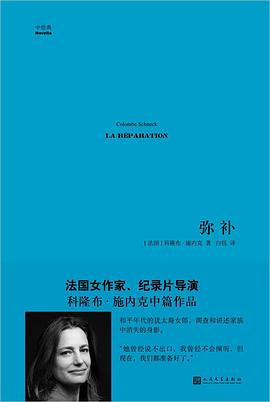 中经典
Novella
Colombe Schneck
LA RÉPARATION
弥补
[法国] 科隆布·施内克 著 白钰 译
法国女作家、纪录片导演
科隆布·施内克中篇作品
和平年代的犹太裔女郎，调查和讲述家族
中消失的身影。
“她曾经说不出口，我曾经不会倾听，但
现在，我们都准备好了。”
人民文学出版社